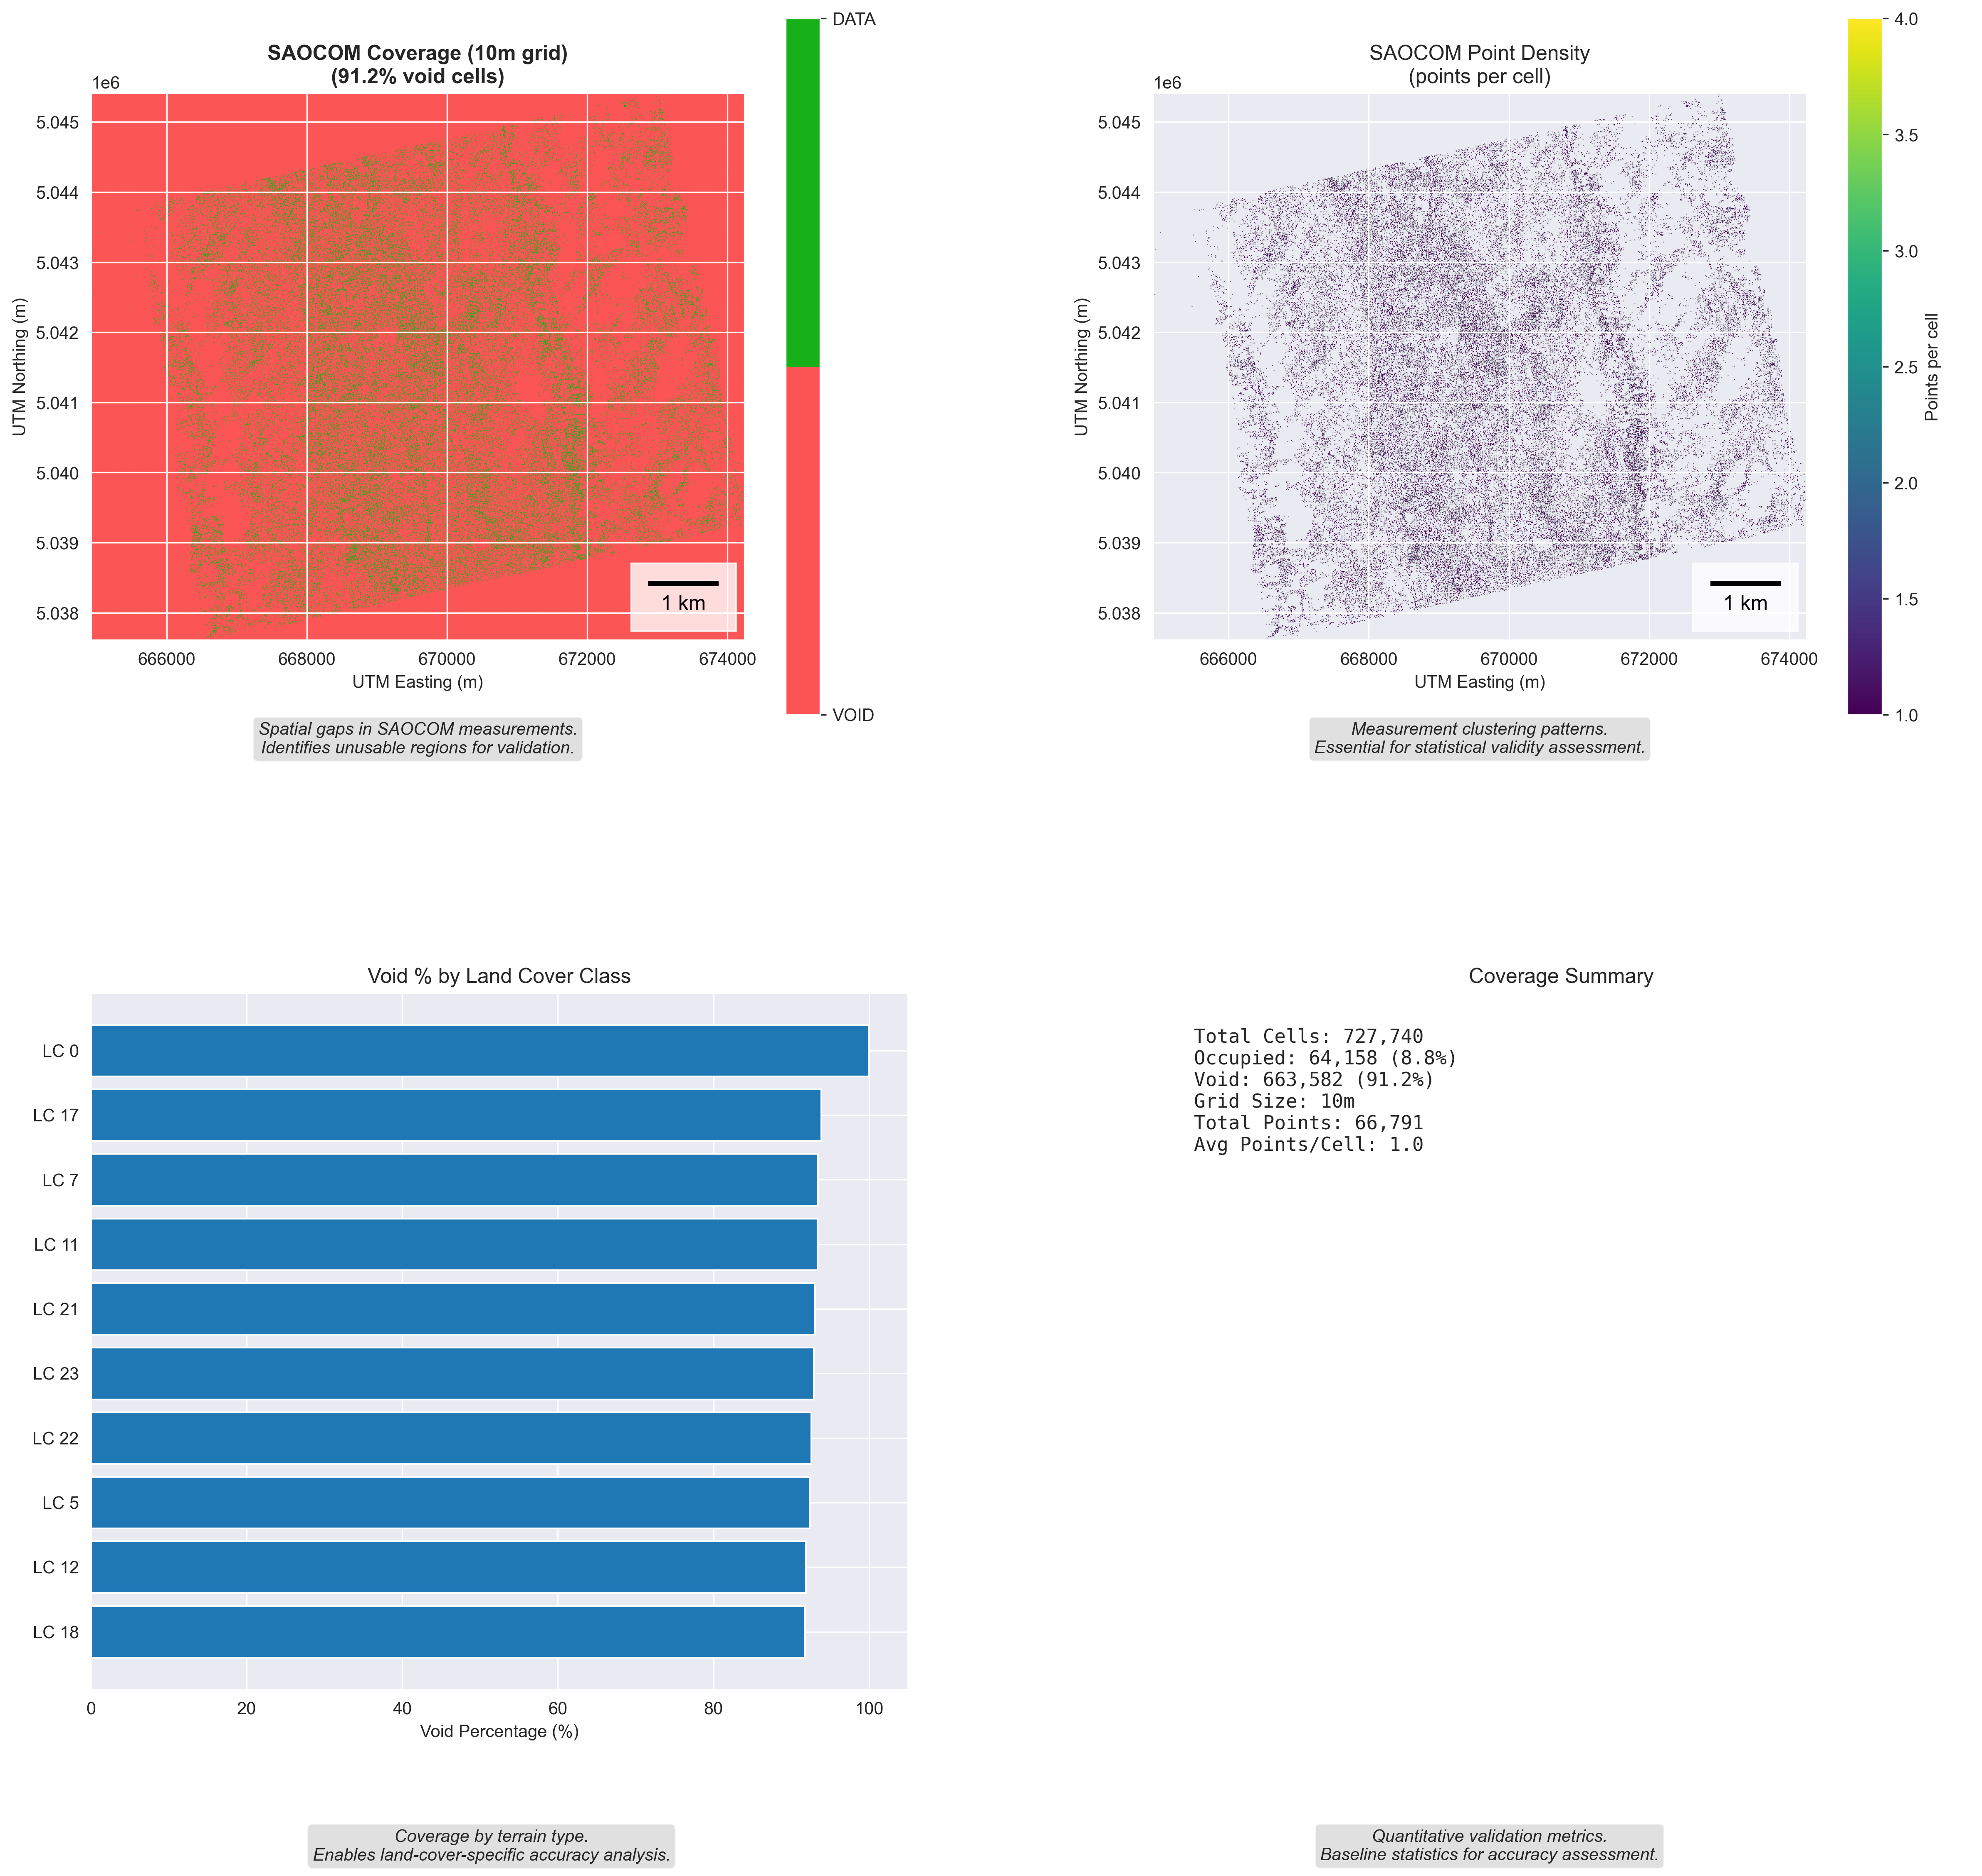 SAOCOM Coverage (10m grid)
(91.2% void cells)
1e6
5.045
5.044
5.043
5.042
5.041
5.040
5.039
5.038
UTM Northing (m)
666000 668000 670000 672000 674000
UTM Easting (m)
1 km
DATA
VOID
Spatial gaps in SAOCOM measurements.
Identifies unusable regions for validation.
SAOCOM Point Density
(points per cell)
1e6
5.045
5.044
5.043
5.042
5.041
5.040
5.039
5.038
UTM Northing (m)
666000 668000 670000 672000 674000
UTM Easting (m)
1 km
4.0
3.5
3.0
2.5
2.0
1.5
1.0
Points per cell
Measurement clustering patterns.
Essential for statistical validity assessment.
Void % by Land Cover Class
LC 0
LC 17
LC 7
LC 11
LC 21
LC 23
LC 22
LC 5
LC 12
LC 18
0 20 40 60 80 100
Void Percentage (%)
Coverage by terrain type.
Enables land-cover-specific accuracy analysis.
Coverage Summary
Total Cells: 727,740
Occupied: 64,158 (8.8%)
Void: 663,582 (91.2%)
Grid Size: 10m
Total Points: 66,791
Avg Points/Cell: 1.0
Quantitative validation metrics.
Baseline statistics for accuracy assessment.